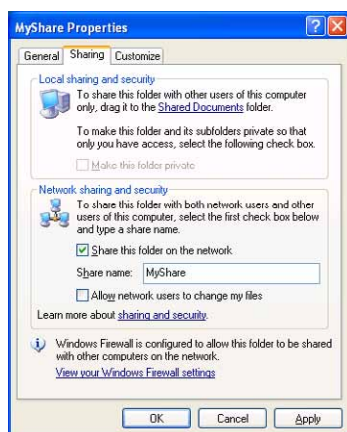 MyShare Properties
General Sharing Customize
Local sharing and security
To share this folder with other users of this computer
only, drag it to the Shared Documents folder.
To make this folder and its subfolders private so that
only you have access, select the following check box.
Make this folder private
Network sharing and security
To share this folder with both network users and other
users of this computer, select the first check box below
and type a share name.
Share this folder on the network
Share name: MyShare
Allow network users to change my files
Learn more about sharing and security.
Windows Firewall is configured to allow this folder to be shared
with other computers on the network.
View your Windows Firewall settings
OK Cancel Apply